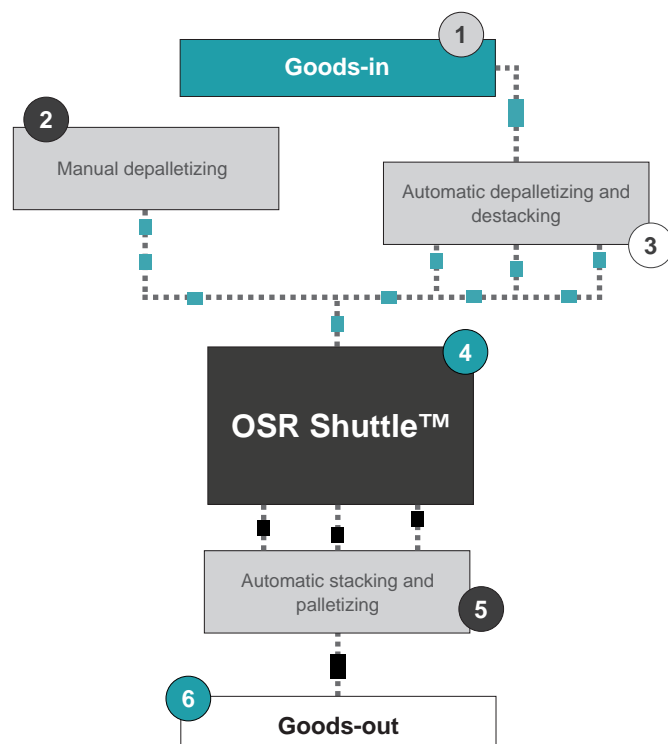 1
Goods-in
2
Manual depalletizing
Automatic depalletizing and
destacking
3
4
OSR Shuttle™
Automatic stacking and
palletizing
5
6
Goods-out